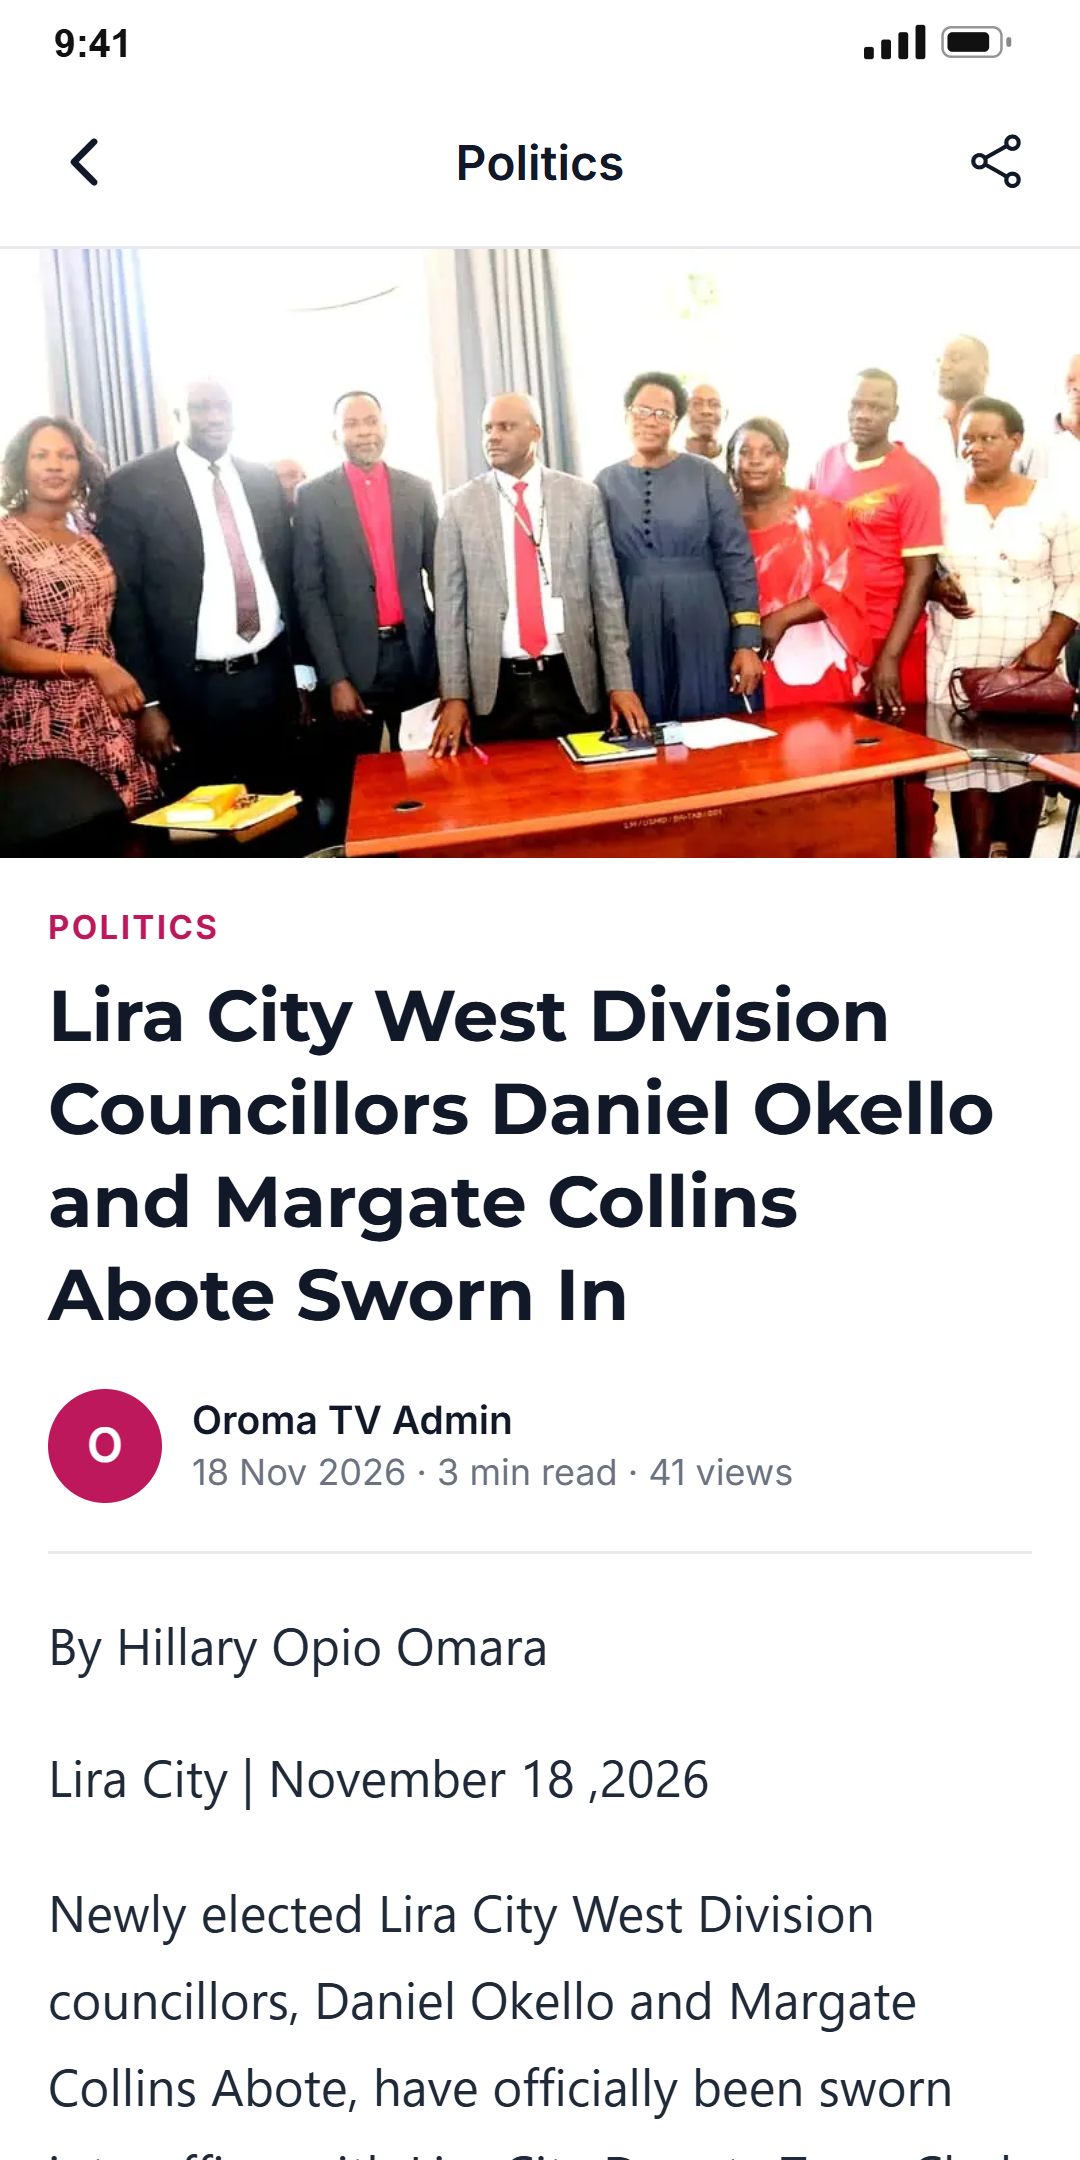 9:41
Politics
POLITICS
Lira City West Division
Councillors Daniel Okello
and Margate Collins
Abote Sworn In
O
Oroma TV Admin
18 Nov 2026 · 3 min read · 41 views
By Hillary Opio Omara
Lira City | November 18 ,2026
Newly elected Lira City West Division
councillors, Daniel Okello and Margate
Collins Abote, have officially been sworn